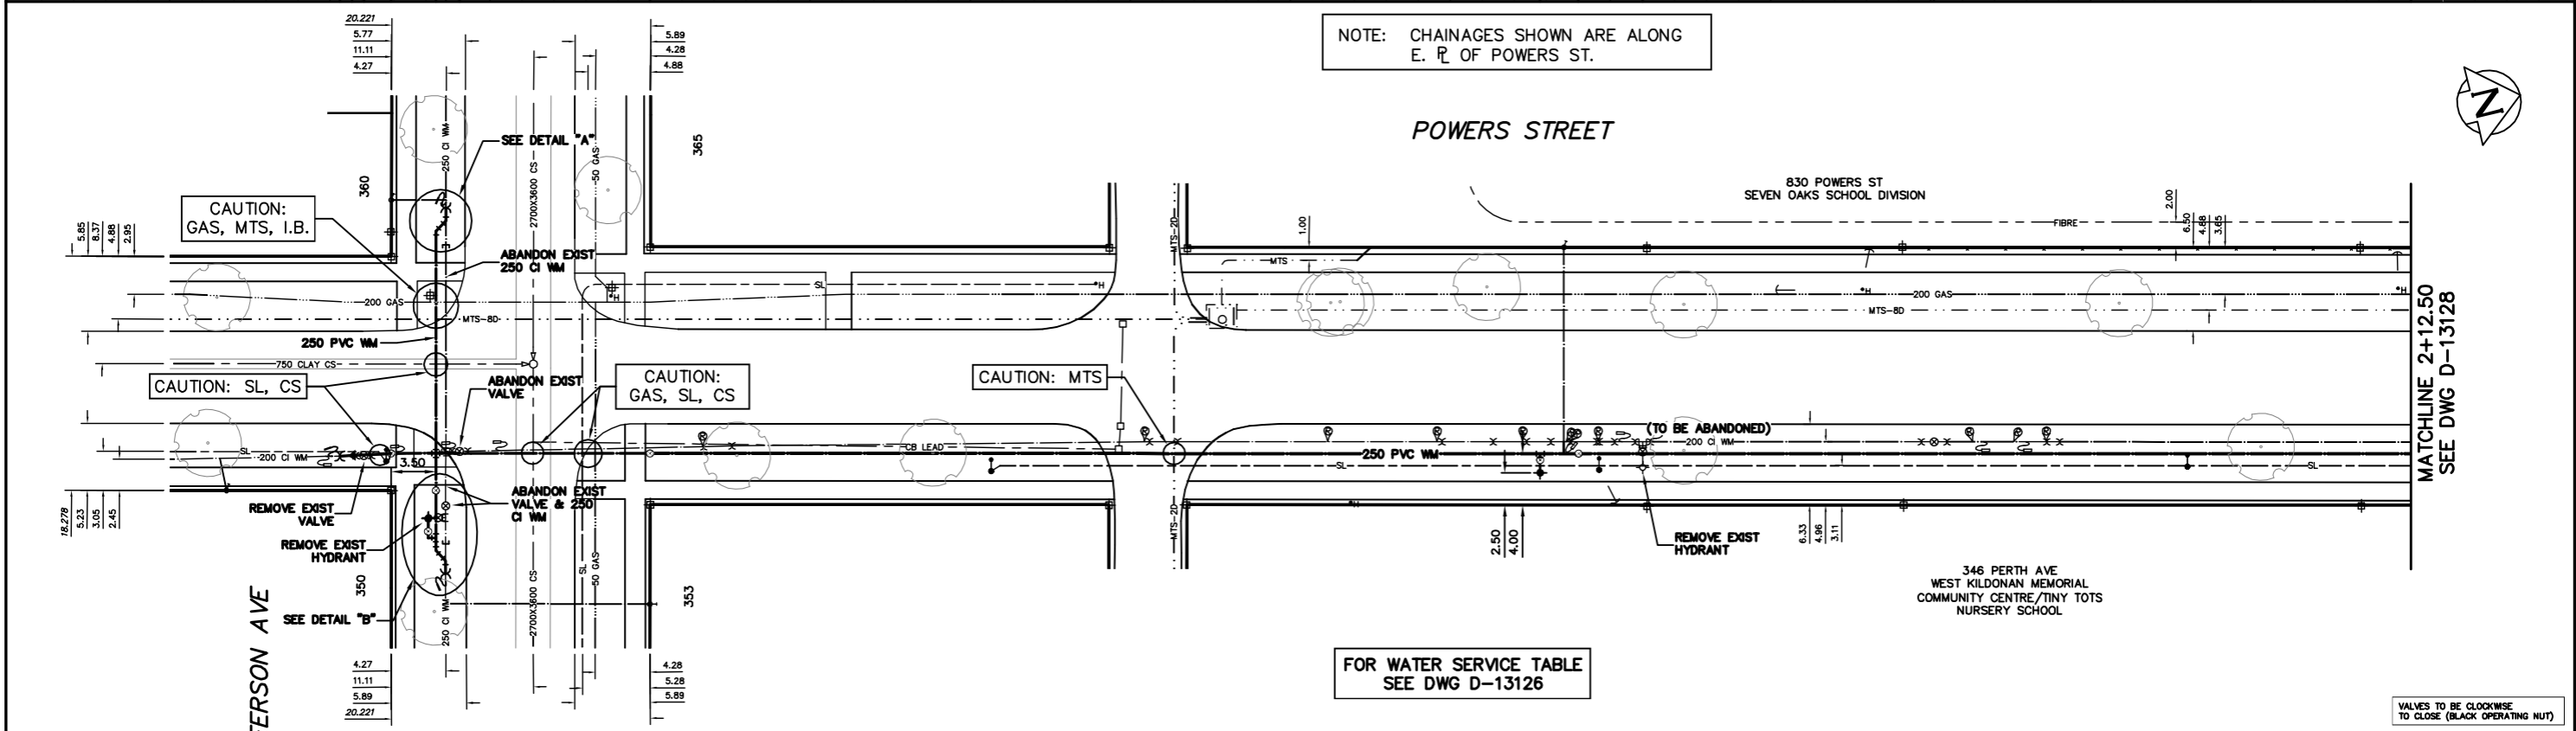 20.221
5.77
11.11
4.27
5.89
4.28
4.88
NOTE: CHAINAGES SHOWN ARE ALONG
E. PL OF POWERS ST.
N
POWERS STREET
SEE DETAIL "A"
250 CI WM
2700X3600 CS
50 GAS
365
360
CAUTION:
GAS, MTS, I.B.
830 POWERS ST
SEVEN OAKS SCHOOL DIVISION
MTS-2D
1.00
2.00
FIBRE
6.50
4.88
3.65
5.85
8.37
4.88
2.95
ABANDON EXIST
250 CI WM
MTS
SL
H
H
200 GAS
H
200 GAS
H
MTS-8D
MTS-8D
250 PVC WM
750 CLAY CS
CAUTION: SL, CS
ABANDON EXIST
VALVE
CAUTION:
GAS, SL, CS
CAUTION: MTS
MATCHLINE 2+12.50
SEE DWG D-13128
(TO BE ABANDONED)
SL
200 CI WM
3.50
CB LEAD
250 PVC WM
200 CI WM
SL
SL
18.278
5.23
3.05
2.45
REMOVE EXIST
VALVE
ABANDON EXIST
VALVE & 250
CI WM
H
MTS-2D
2.50
4.00
6.33
4.96
3.11
REMOVE EXIST
HYDRANT
REMOVE EXIST
HYDRANT
350
SEE DETAIL "B"
250 CI WM
2700X3600 CS
SL
50 GAS
353
346 PERTH AVE
WEST KILDONAN MEMORIAL
COMMUNITY CENTRE/TINY TOTS
NURSERY SCHOOL
ERSON AVE
4.27
11.11
5.89
20.221
4.28
5.28
5.89
FOR WATER SERVICE TABLE
SEE DWG D-13126
VALVES TO BE CLOCKWISE
TO CLOSE (BLACK OPERATING NUT)